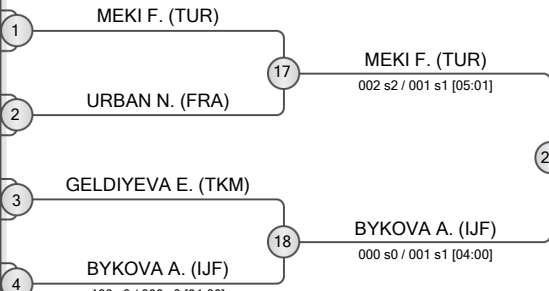 MEKI F. (TUR)
1
17
MEKI F. (TUR)
002 s2 / 001 s1 [05:01]
URBAN N. (FRA)
2
GELDIYEVA E. (TKM)
3
18
BYKOVA A. (IJF)
000 s0 / 001 s1 [04:00]
BYKOVA A. (IJF)
4